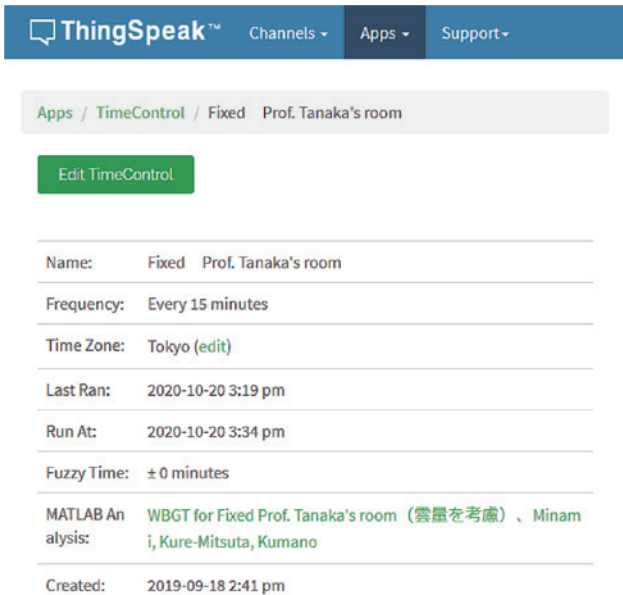 ThingSpeak™ Channels Apps Support
Apps / TimeControl / Fixed Prof. Tanaka's room
Edit TimeControl
Name: Fixed Prof. Tanaka's room
Frequency: Every 15 minutes
Time Zone: Tokyo (edit)
Last Ran: 2020-10-20 3:19 pm
Run At: 2020-10-20 3:34 pm
Fuzzy Time: ± 0 minutes
MATLAB An WBGT for Fixed Prof. Tanaka's room（雲量を考慮）、Minam
alysis: i, Kure-Mitsuta, Kumano
Created: 2019-09-18 2:41 pm